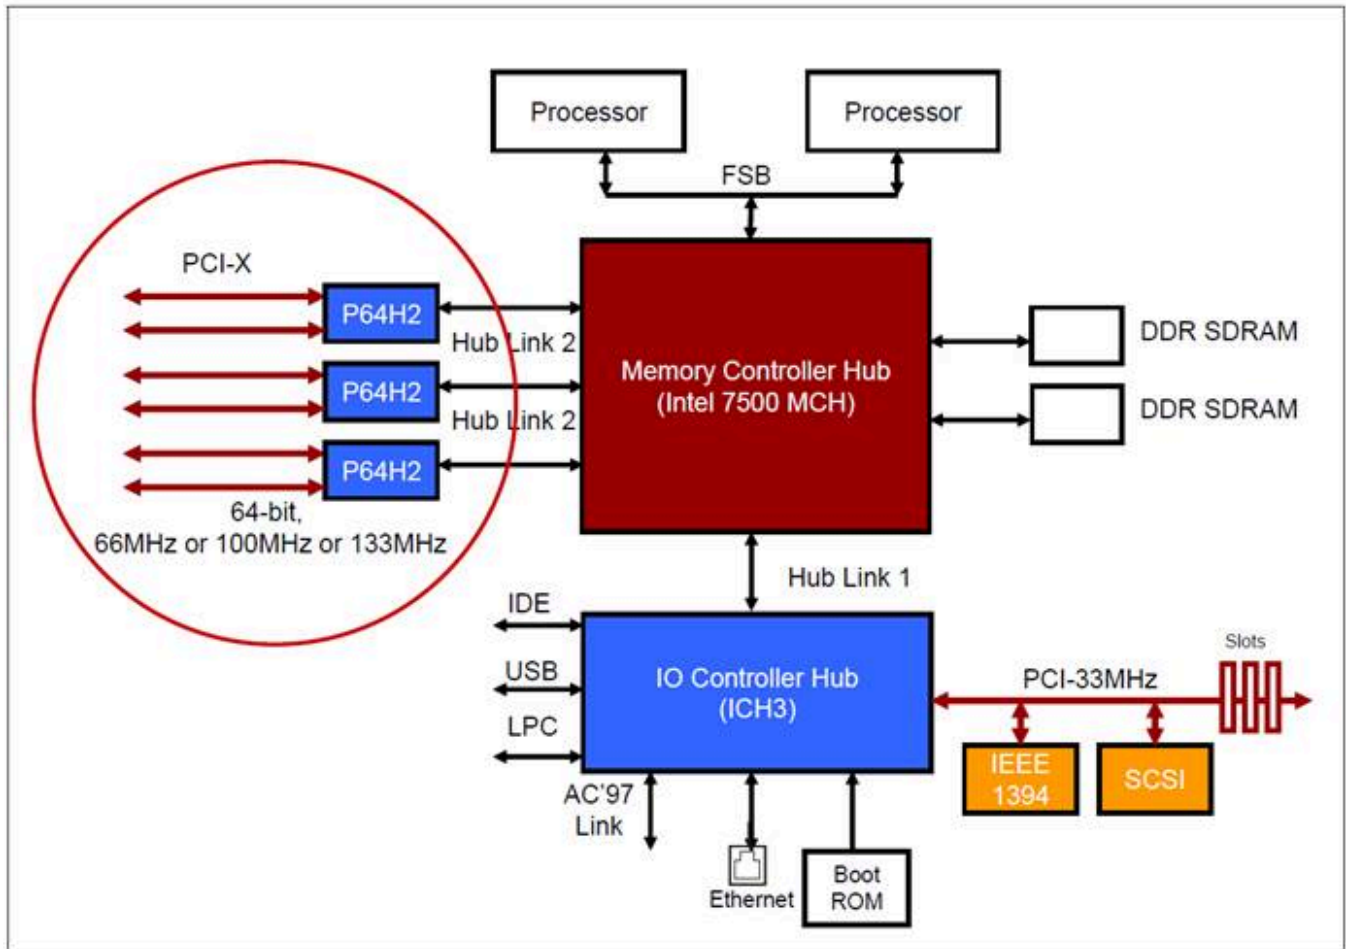 Processor
Processor
FSB
PCI-X
P64H2
Hub Link 2
P64H2
Hub Link 2
P64H2
64-bit,
66MHz or 100MHz or 133MHz
Memory Controller Hub
(Intel 7500 MCH)
DDR SDRAM
DDR SDRAM
Hub Link 1
IDE
USB
LPC
IO Controller Hub
(ICH3)
Slots
PCI-33MHz
IEEE
1394
SCSI
AC'97
Link
Ethernet
Boot
ROM